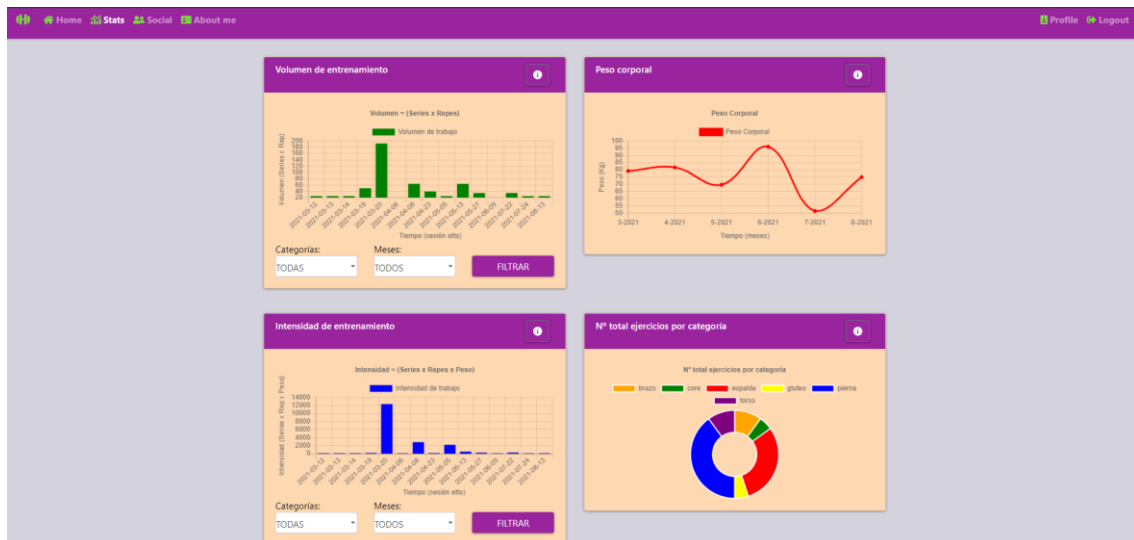 Home Stats Social About me Profile Logout
Volumen de entrenamiento
Volumen = (Series x Repes)
Volumen de trabajo
Volumen (Series x Rep)
200
180
160
140
120
100
80
60
40
20
2021-03-12
2021-03-13
2021-03-14
2021-03-19
2021-03-20
2021-04-06
2021-04-08
2021-04-23
2021-05-05
2021-05-13
2021-05-27
2021-06-09
2021-07-22
2021-07-24
2021-08-13
Tiempo (sesión etto)
Categorías: Meses:
TODAS TODOS FILTRAR
Peso corporal
Peso Corporal
Peso Corporal
Peso (Kg)
100
95
90
85
80
75
70
65
60
55
50
3-2021 4-2021 5-2021 6-2021 7-2021 8-2021
Tiempo (meses)
Intensidad de entrenamiento
Intensidad = (Series x Repes x Peso)
Intensidad de trabajo
Intensidad (Series x Rep x Peso)
14000
12000
10000
8000
6000
4000
2000
0
2021-03-12
2021-03-13
2021-03-14
2021-03-19
2021-03-20
2021-04-06
2021-04-08
2021-04-23
2021-05-05
2021-05-13
2021-05-27
2021-06-09
2021-07-22
2021-07-24
2021-08-13
Tiempo (sesión etto)
Categorías: Meses:
TODAS TODOS FILTRAR
Nº total ejercicios por categoría
Nº total ejercicios por categoría
brazo core espalda gluteo pierna
torso